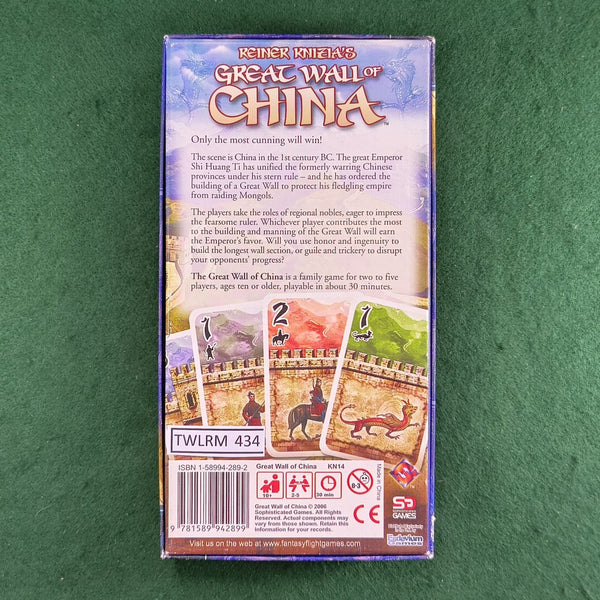 REINER KNIZIA'S
GREAT WALL OF
CHINA™
Only the most cunning will win!
The scene is China in the 1st century BC. The great Emperor
Shi Huang Ti has unified the formerly warring Chinese
provinces under his stern rule – and he has ordered the
building of a Great Wall to protect his fledgling empire
from raiding Mongols.
The players take the roles of regional nobles, eager to impress
the fearsome ruler. Whichever player contributes the most
to the building and manning of the Great Wall will earn
the Emperor's favor. Will you use honor and ingenuity to
build the longest wall section, or guile and trickery to disrupt
your opponents' progress?
The Great Wall of China is a family game for two to five
players, ages ten or older, playable in about 30 minutes.
1
2
1
TWLRM 434
ISBN 1-58994-289-2
9 781589 942899
Great Wall of China KN14
10+
2-5
30 min
0-3
Great Wall of China © 2006
Sophisticated Games. All Rights
Reserved. Actual components may
vary from those shown. Retain this
information for your records.
Made in China
CE
SG
GAMES
Esdevium
Games
Visit us on the web at www.fantasyflightgames.com